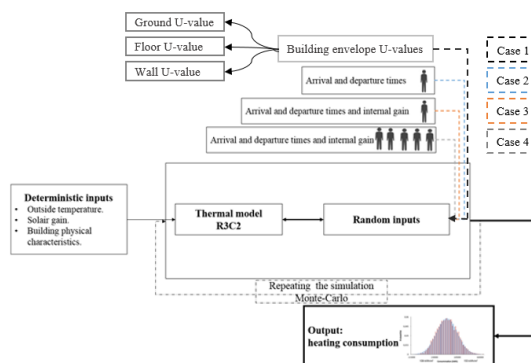 Ground U-value
Floor U-value
Wall U-value
Building envelope U-values
Arrival and departure times
Arrival and departure times and internal gain
Arrival and departure times and internal gain
Case 1
Case 2
Case 3
Case 4
Deterministic inputs
• Outside temperature.
• Solair gain.
• Building physical
characteristics.
Thermal model
R3C2
Random inputs
Repeating the simulation
Monte-Carlo
Output:
heating consumption